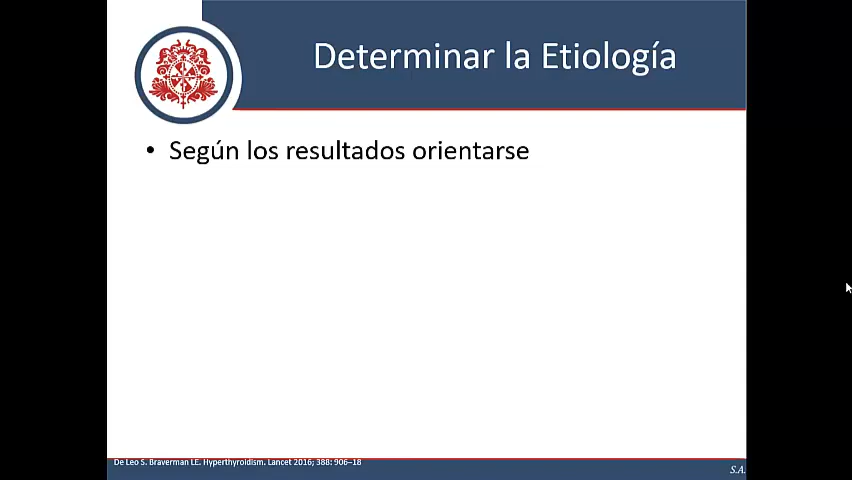 Determinar la Etiología
• Según los resultados orientarse
De Leo S. Braverman LE. Hyperthyroidism. Lancet 2016; 388: 906–18
S.A.